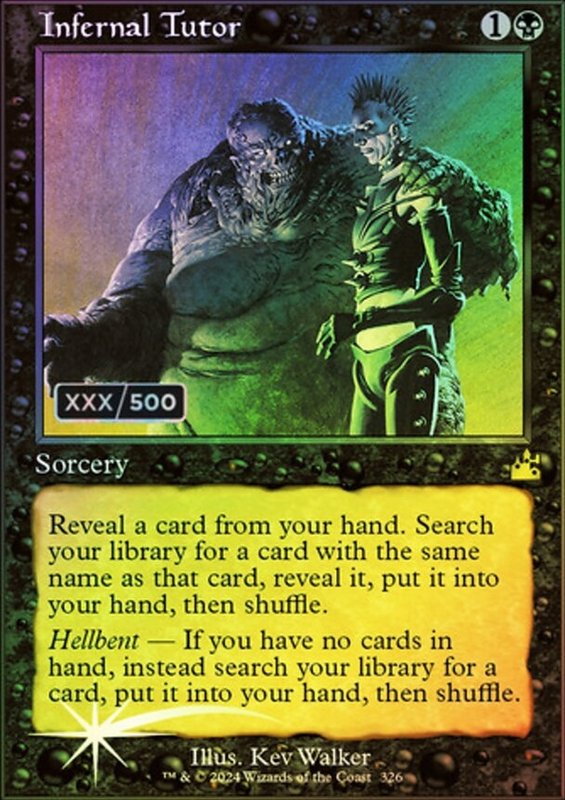 Infernal Tutor 1
XXX/500
Sorcery
Reveal a card from your hand. Search
your library for a card with the same
name as that card, reveal it, put it into
your hand, then shuffle.
Hellbent — If you have no cards in
hand, instead search your library for a
card, put it into your hand, then shuffle.
Illus. Kev Walker
™ & © 2024 Wizards of the Coast 326